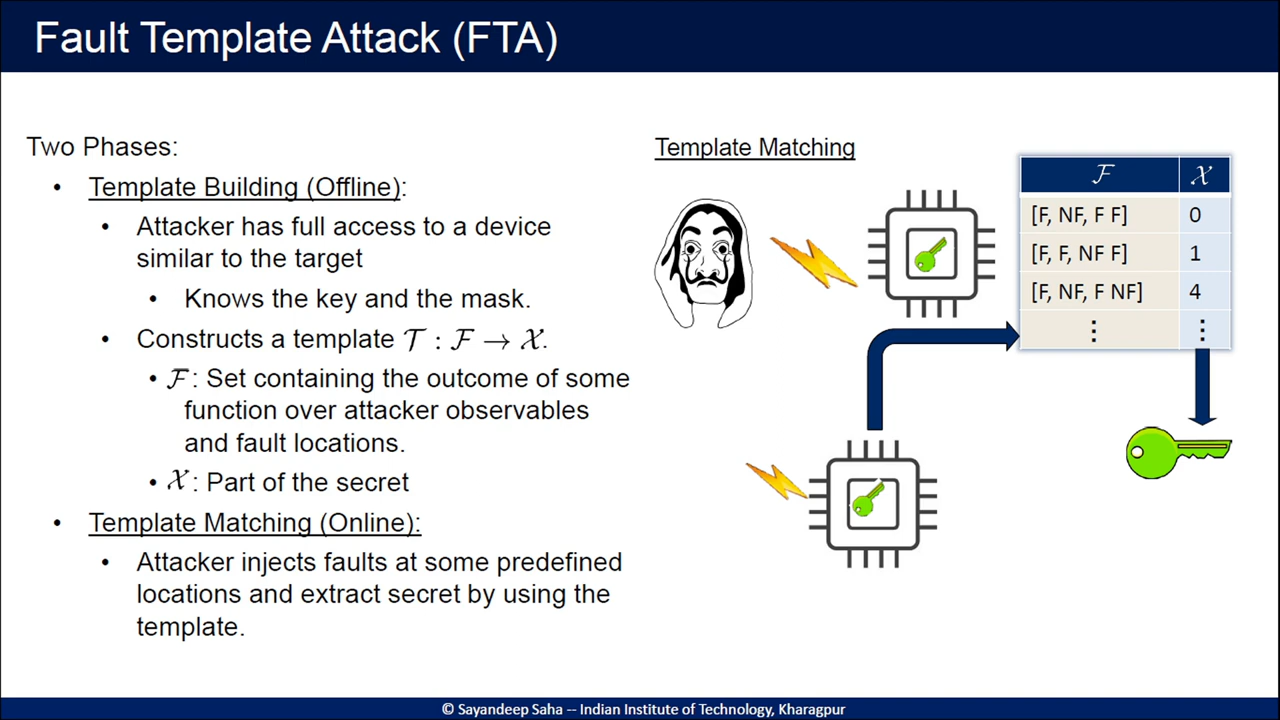 Fault Template Attack (FTA)
Two Phases:
• Template Building (Offline):
• Attacker has full access to a device
similar to the target
• Knows the key and the mask.
• Constructs a template 𝒯 : ℱ → 𝒳.
• ℱ : Set containing the outcome of some
function over attacker observables
and fault locations.
• 𝒳 : Part of the secret
• Template Matching (Online):
• Attacker injects faults at some predefined
locations and extract secret by using the
template.
Template Matching
ℱ 𝒳
[F, NF, F F] 0
[F, F, NF F] 1
[F, NF, F NF] 4
⋮ ⋮
© Sayandeep Saha -- Indian Institute of Technology, Kharagpur